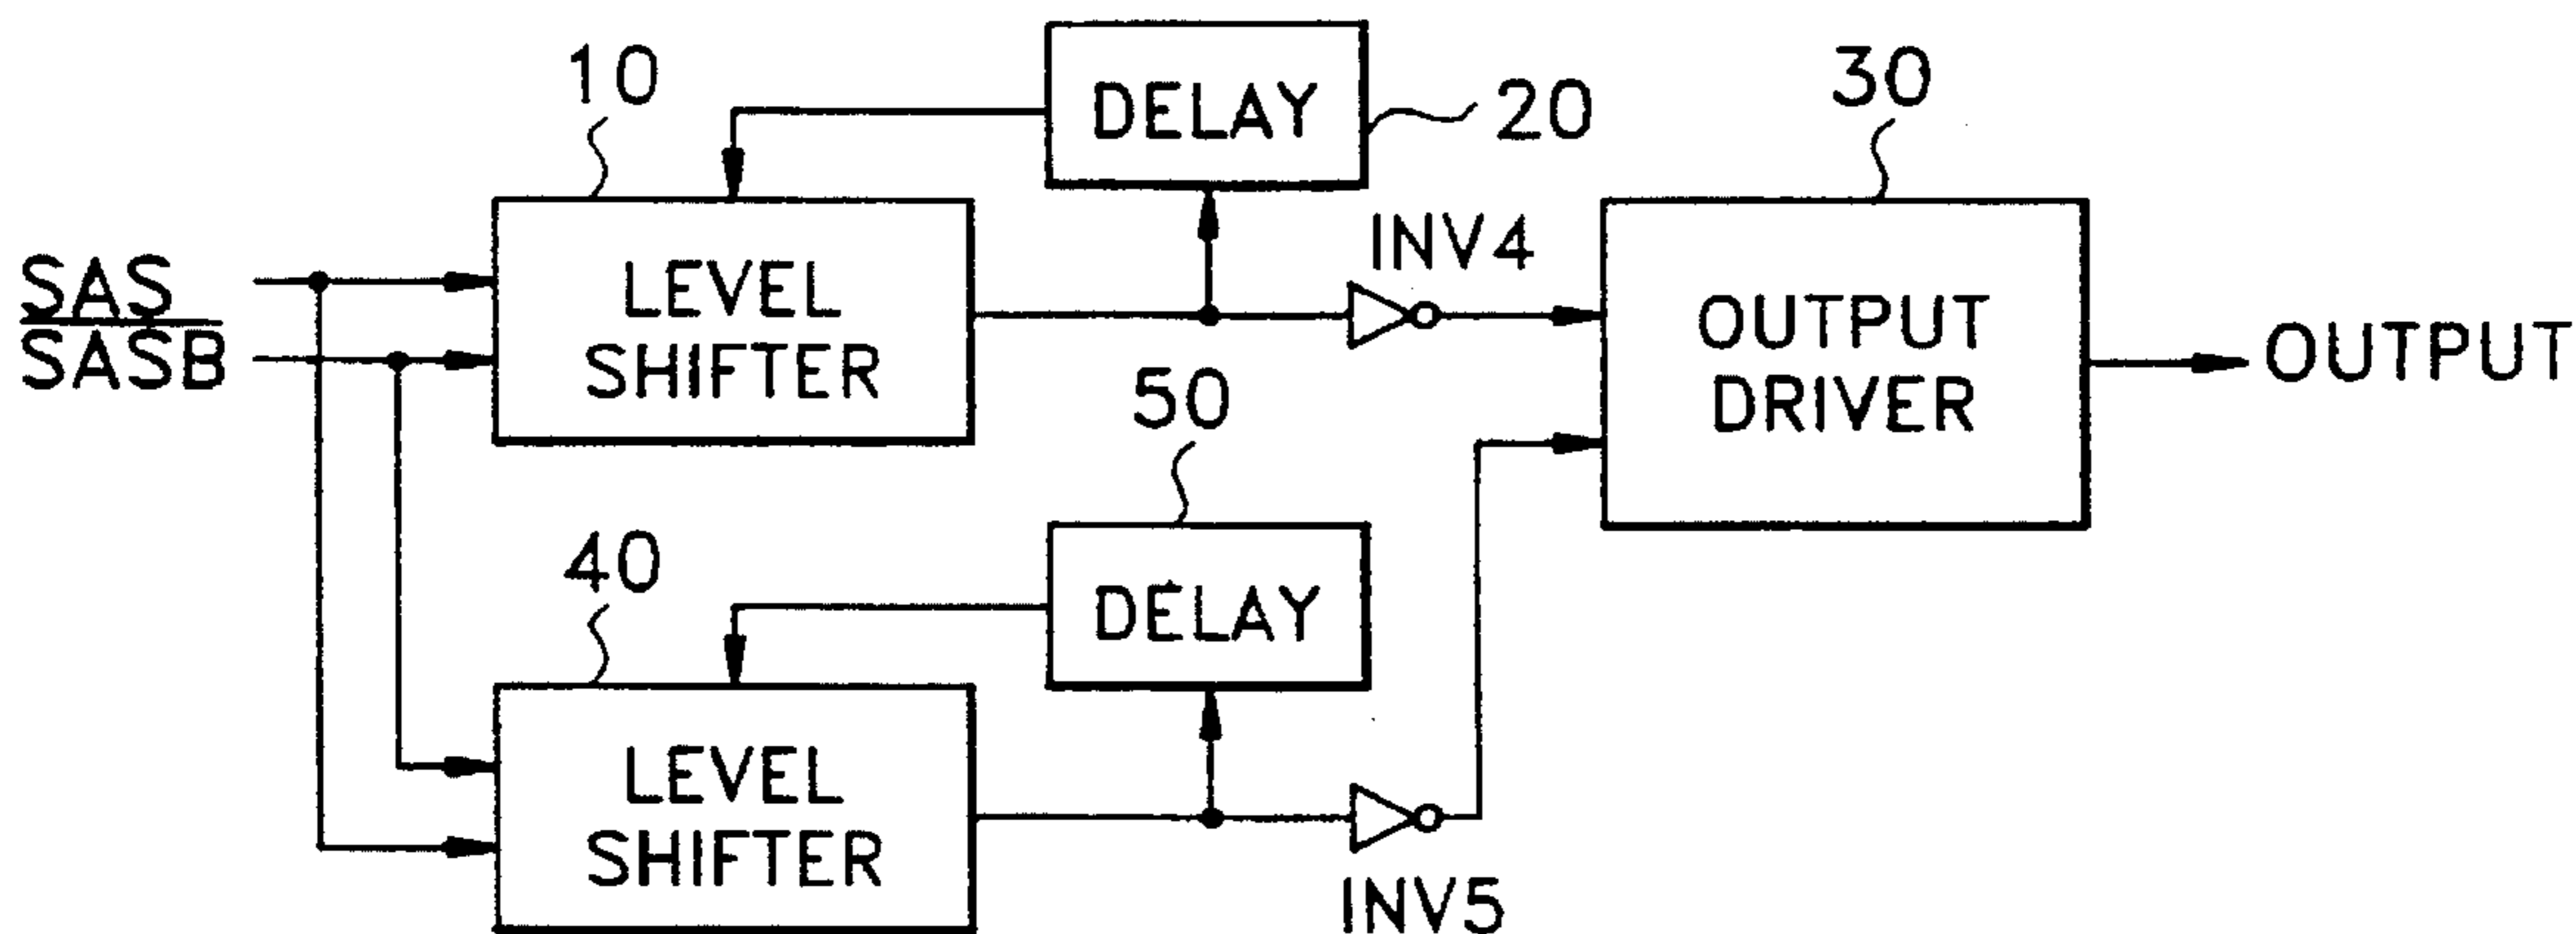 DELAY
10
20
30
INV4
SAS
SASB
LEVEL
SHIFTER
OUTPUT
DRIVER
OUTPUT
50
40
DELAY
LEVEL
SHIFTER
INV5